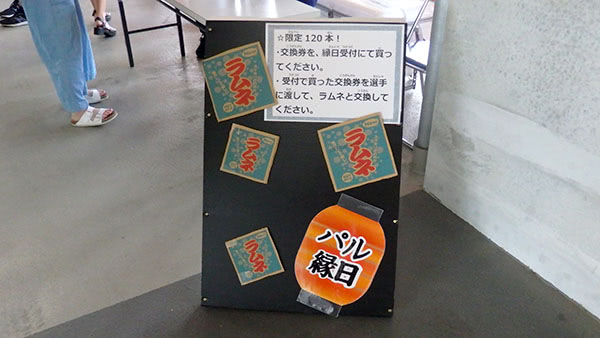 ☆限定120本！
・交換券を、縁日受付にて買っ
てください。
・受付で買った交換券を選手
に渡して、ラムネと交換して
ください。
ラムネ
ラムネ
ラムネ
ラムネ
パル
縁日